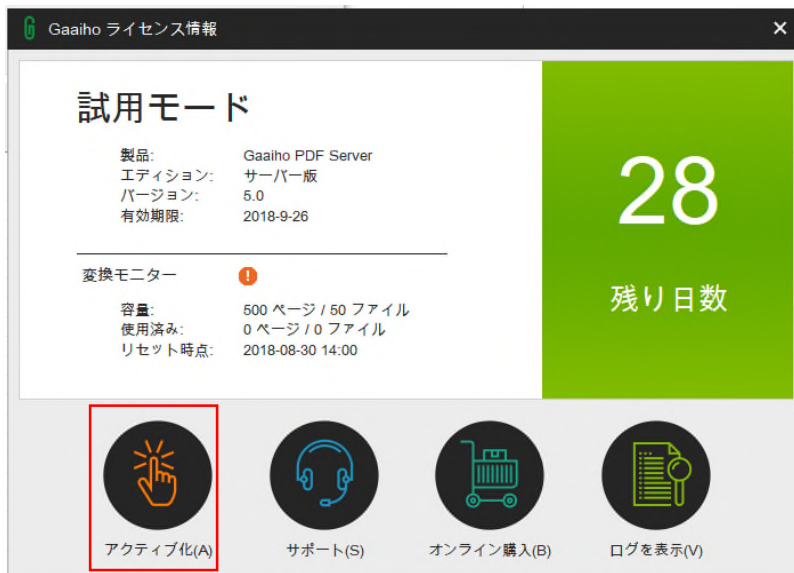 Gaaiho ライセンス情報
試用モード
製品: Gaaiho PDF Server
エディション: サーバー版
バージョン: 5.0
有効期限: 2018-9-26
28
残り日数
変換モニター
容量: 500 ページ / 50 ファイル
使用済み: 0 ページ / 0 ファイル
リセット時点: 2018-08-30 14:00
アクティブ化(A)
サポート(S)
オンライン購入(B)
ログを表示(V)